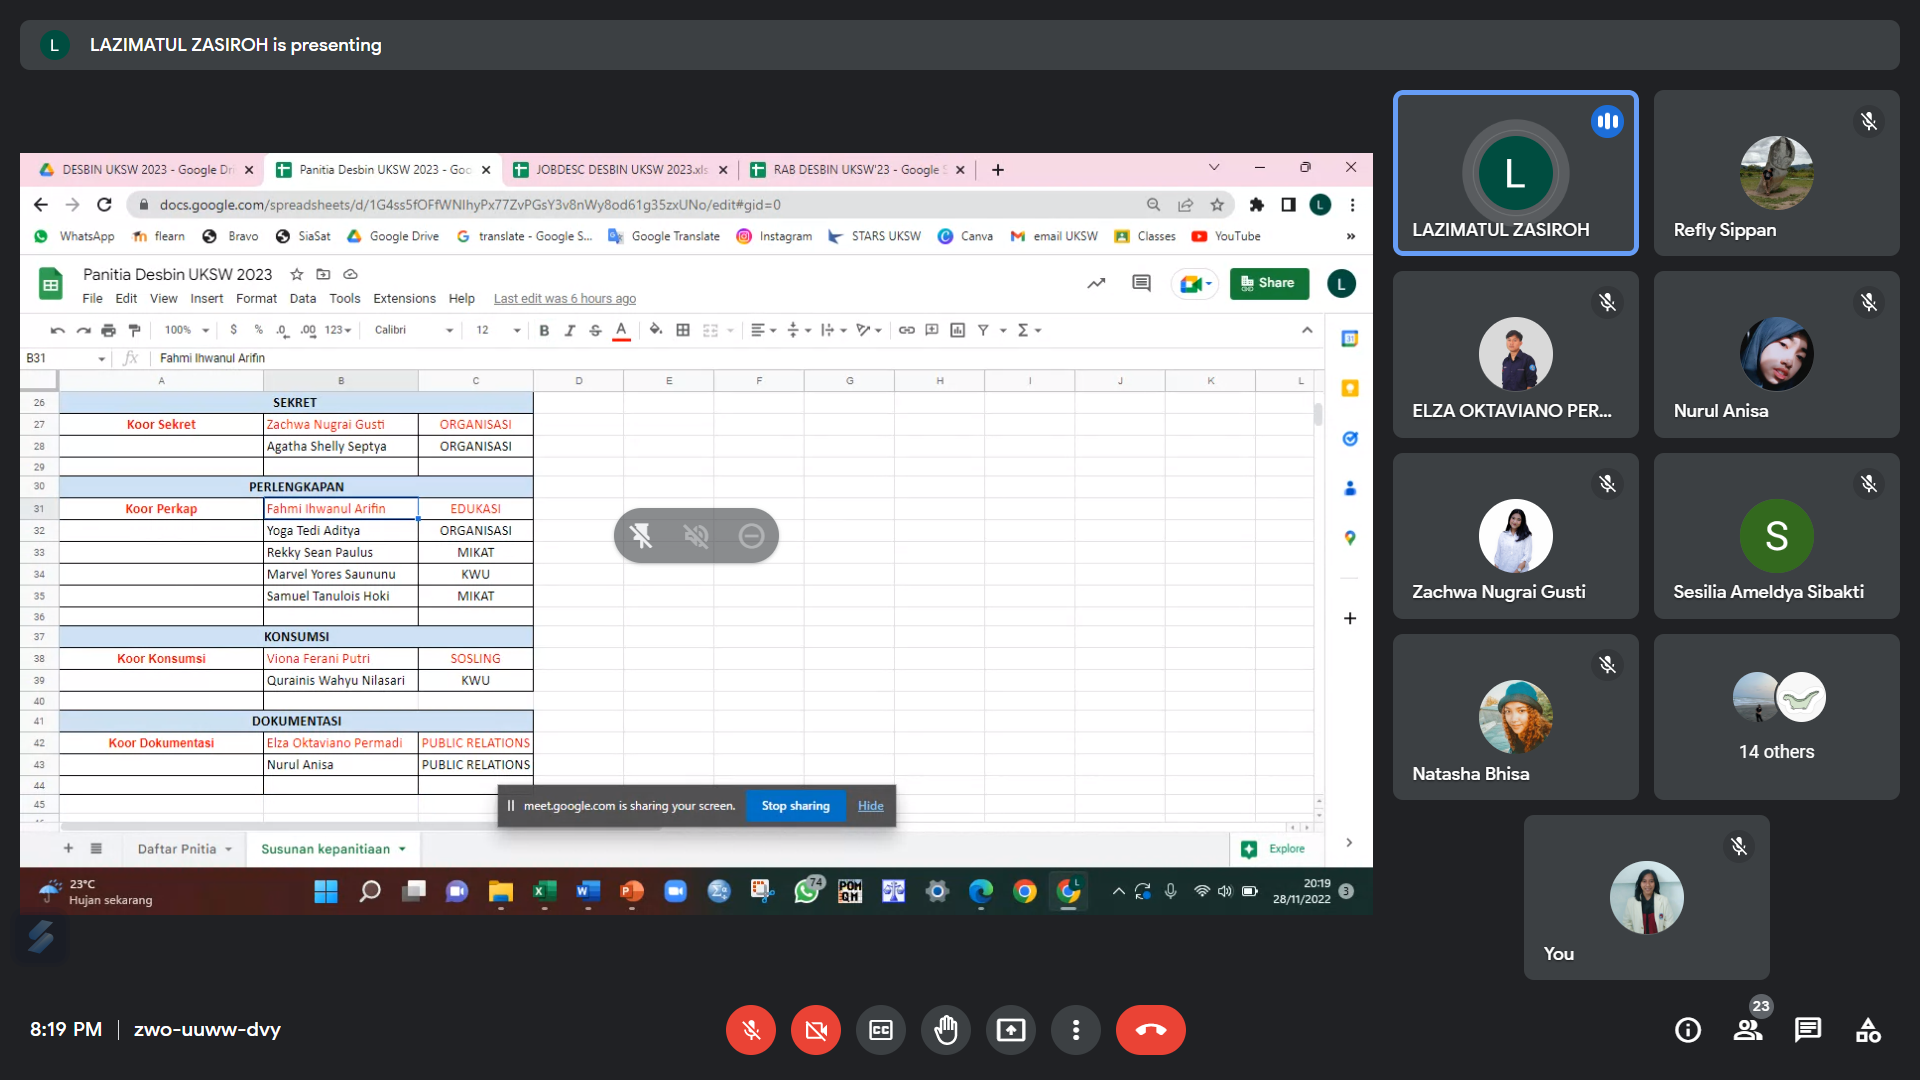 L LAZIMATUL ZASIROH is presenting
DESBIN UKSW 2023 - Google Dri
Panitia Desbin UKSW 2023 - Goo
JOBDESC DESBIN UKSW 2023.xls
RAB DESBIN UKSW'23 - Google S
docs.google.com/spreadsheets/d/1G4ss5fOFfWNIhyPx77ZvPGsY3v8nWy8od61g35zxUNo/edit#gid=0
L
WhatsApp flearn Bravo SiaSat Google Drive translate - Google S... Google Translate Instagram STARS UKSW Canva email UKSW Classes YouTube »
Panitia Desbin UKSW 2023
File Edit View Insert Format Data Tools Extensions Help Last edit was 6 hours ago
Share
L
100% $ % .0 .00 123 Calibri 12 B I S A
B31 fx Fahmi Ihwanul Arifin
A B C D E F G H I J K L
26 SEKRET
27 Koor Sekret Zachwa Nugrai Gusti ORGANISASI
28 Agatha Shelly Septya ORGANISASI
29
30 PERLENGKAPAN
31 Koor Perkap Fahmi Ihwanul Arifin EDUKASI
32 Yoga Tedi Aditya ORGANISASI
33 Rekky Sean Paulus MIKAT
34 Marvel Yores Saununu KWU
35 Samuel Tanulois Hoki MIKAT
36
37 KONSUMSI
38 Koor Konsumsi Viona Ferani Putri SOSLING
39 Qurainis Wahyu Nilasari KWU
40
41 DOKUMENTASI
42 Koor Dokumentasi Elza Oktaviano Permadi PUBLIC RELATIONS
43 Nurul Anisa PUBLIC RELATIONS
44
45
meet.google.com is sharing your screen. Stop sharing Hide
Daftar Pnitia Susunan kepanitiaan
Explore
23°C
Hujan sekarang
74
POM
QM
L
20:19
28/11/2022
3
L
LAZIMATUL ZASIROH
Refly Sippan
ELZA OKTAVIANO PER...
Nurul Anisa
Zachwa Nugrai Gusti
S
Sesilia Ameldya Sibakti
Natasha Bhisa
14 others
You
8:19 PM | zwo-uuww-dvy
CC
23